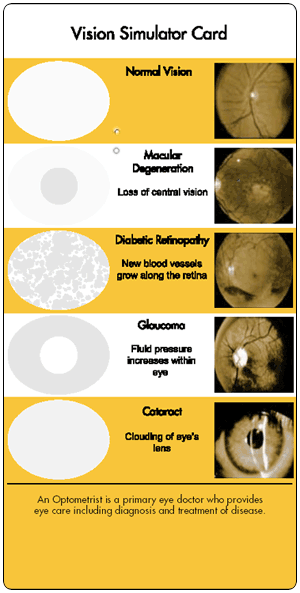 Vision Simulator Card
Normal Vision
Macular
Degeneration
Loss of central vision
Diabetic Retinopathy
New blood vessels
grow along the retina
Glaucoma
Fluid pressure
increases within
eye
Cataract
Clouding of eye's
lens
An Optometrist is a primary eye doctor who provides
eye care including diagnosis and treatment of disease.